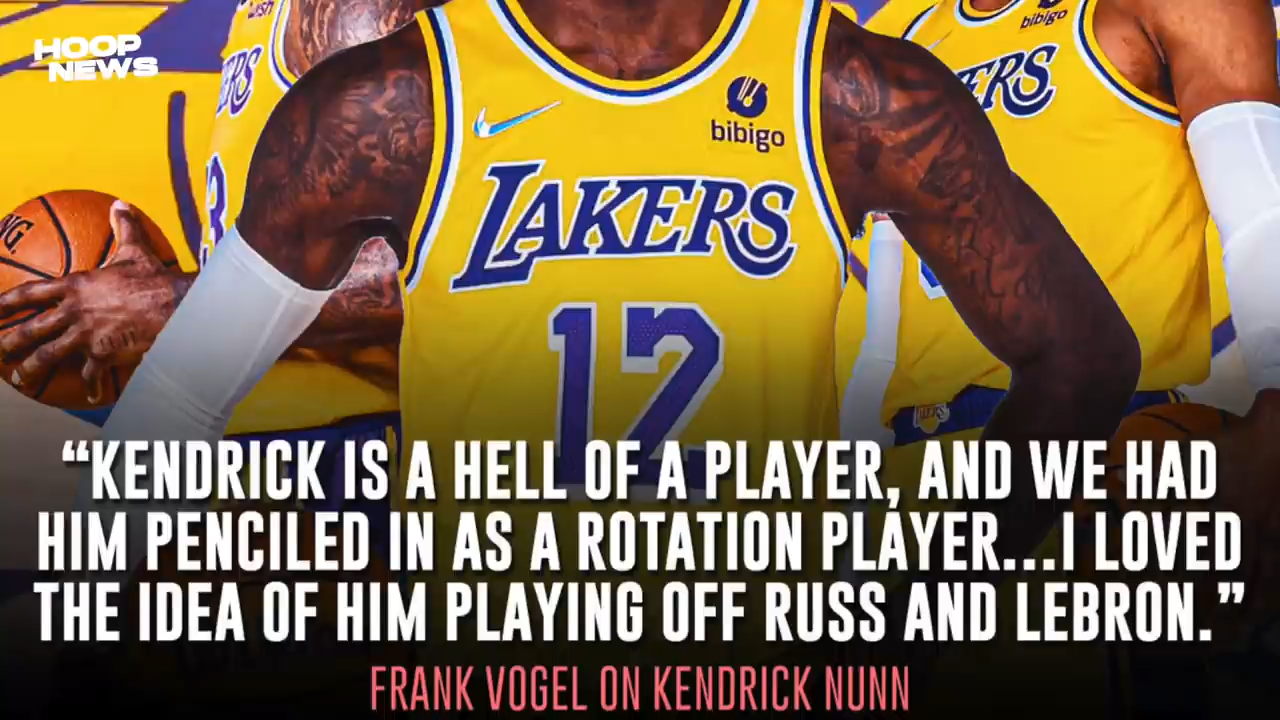 HOOP
NEWS
bibigo
LAKERS
12
bibigo
“KENDRICK IS A HELL OF A PLAYER, AND WE HAD
HIM PENCILED IN AS A ROTATION PLAYER...I LOVED
THE IDEA OF HIM PLAYING OFF RUSS AND LEBRON.”
FRANK VOGEL ON KENDRICK NUNN